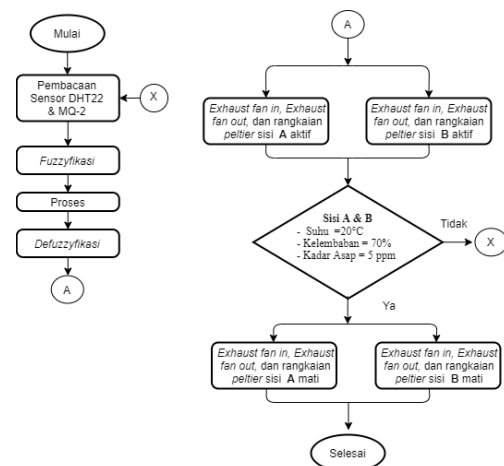 Mulai
Pembacaan
Sensor DHT22
& MQ-2
X
Fuzzyfikasi
Proses
Defuzzyfikasi
A
A
Exhaust fan in, Exhaust
fan out, dan rangkaian
peltier sisi A aktif
Exhaust fan in, Exhaust
fan out, dan rangkaian
peltier sisi B aktif
Sisi A & B
- Suhu =20°C
- Kelembaban = 70%
- Kadar Asap = 5 ppm
Tidak
X
Ya
Exhaust fan in, Exhaust
fan out, dan rangkaian
peltier sisi A mati
Exhaust fan in, Exhaust
fan out, dan rangkaian
peltier sisi B mati
Selesai